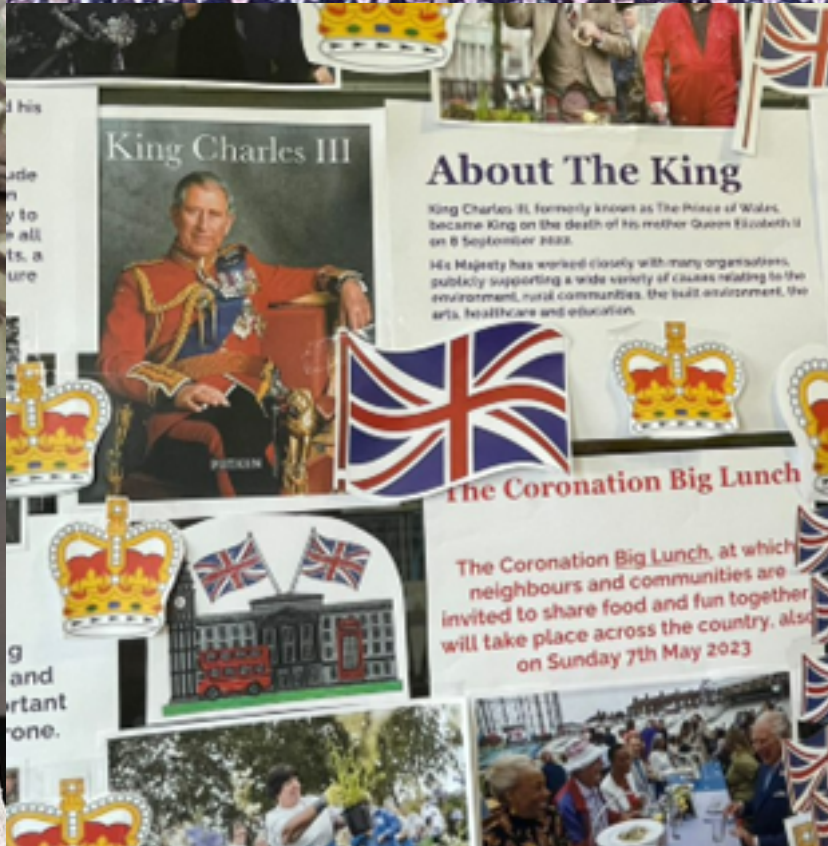 d his
ude
n
y to
e all
ts, a
ure
King Charles III
PITKIN
About The King
King Charles III, formerly known as The Prince of Wales,
became King on the death of his mother Queen Elizabeth II
on 8 September 2022.
His Majesty has worked closely with many organisations,
publicly supporting a wide variety of causes relating to the
environment, rural communities, the built environment, the
arts, healthcare and education.
The Coronation Big Lunch
The Coronation Big Lunch, at which
neighbours and communities are
invited to share food and fun together,
will take place across the country, also
on Sunday 7th May 2023
g
and
ortant
rone.